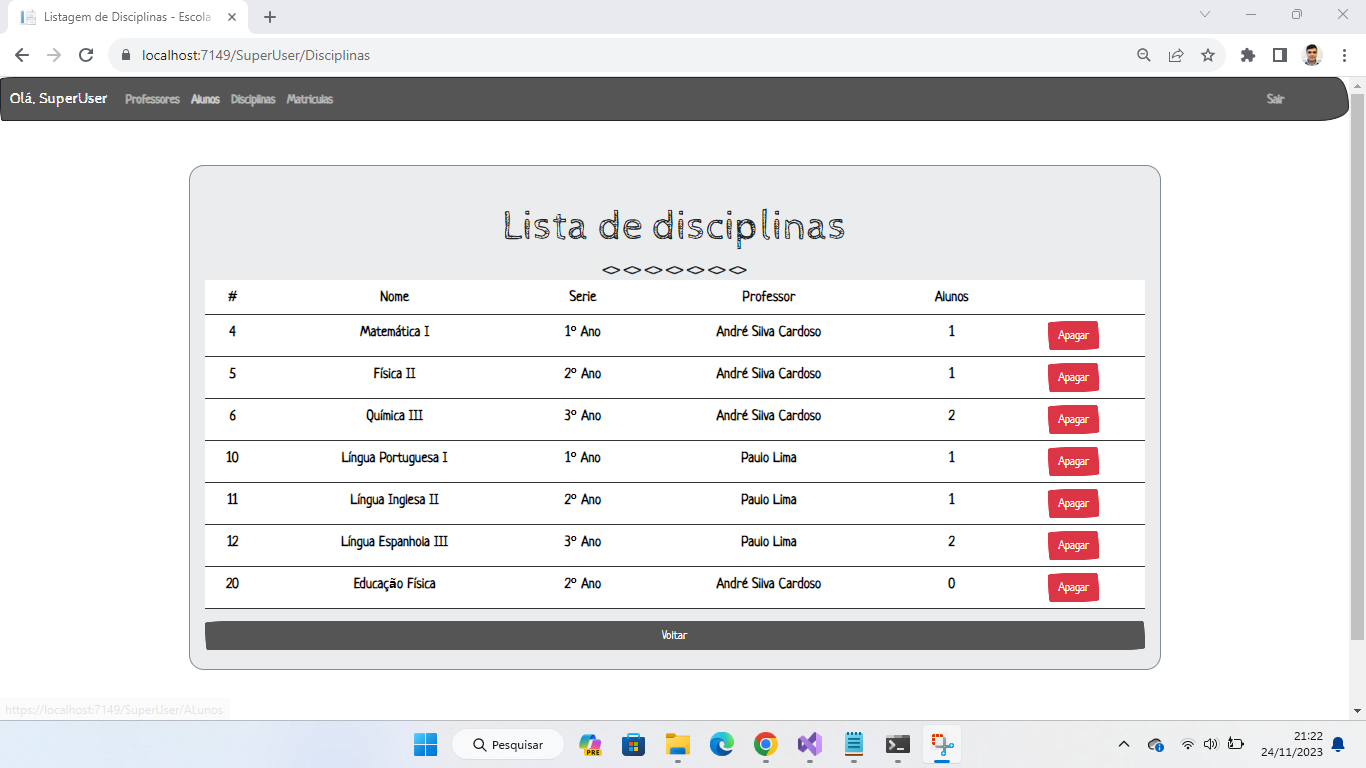 Listagem de Disciplinas - Escola
localhost:7149/SuperUser/Disciplinas
Olá, SuperUser Professores Alunos Disciplinas Matriculas Sair
Lista de disciplinas
<><><><><><><>
# Nome Serie Professor Alunos
4 Matemática I 1º Ano André Silva Cardoso 1 Apagar
5 Física II 2º Ano André Silva Cardoso 1 Apagar
6 Química III 3º Ano André Silva Cardoso 2 Apagar
10 Língua Portuguesa I 1º Ano Paulo Lima 1 Apagar
11 Língua Inglesa II 2º Ano Paulo Lima 1 Apagar
12 Língua Espanhola III 3º Ano Paulo Lima 2 Apagar
20 Educação Física 2º Ano André Silva Cardoso 0 Apagar
Voltar
https://localhost:7149/SuperUser/ALunos
Pesquisar
PRE
21:22
24/11/2023